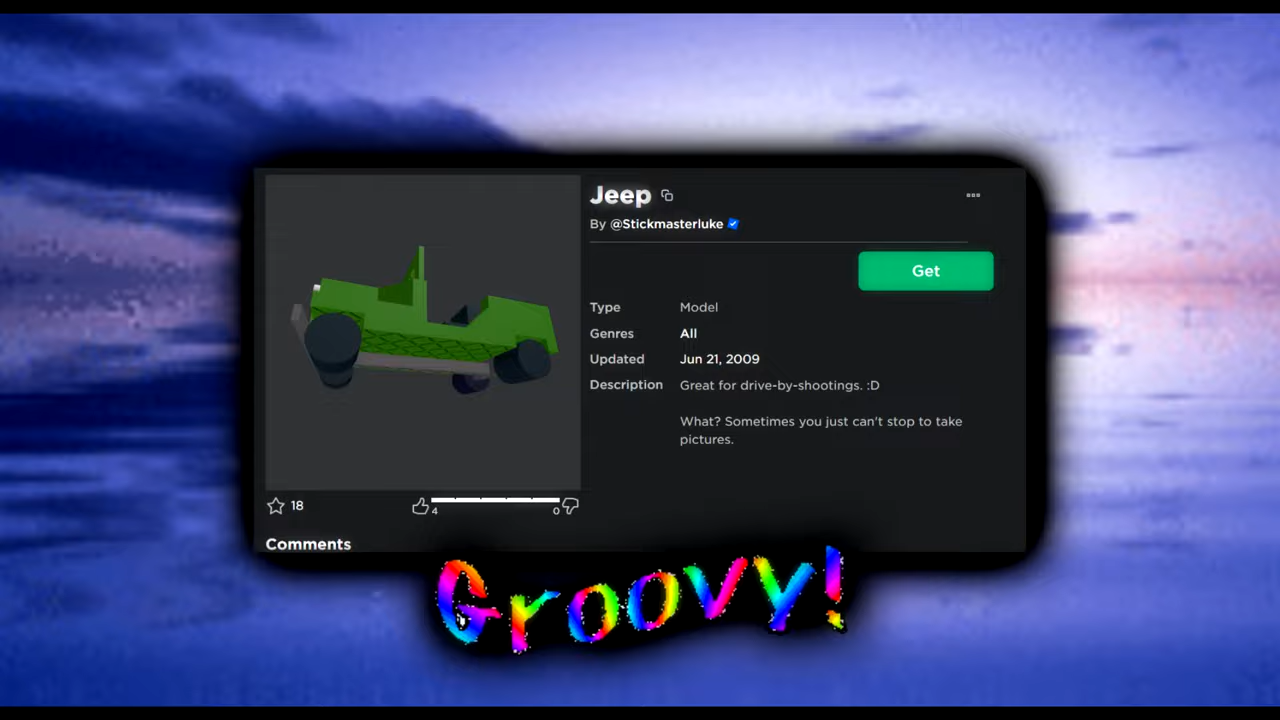 Jeep
By @Stickmasterluke
Get
Type Model
Genres All
Updated Jun 21, 2009
Description Great for drive-by-shootings. :D
What? Sometimes you just can't stop to take
pictures.
18
4 0
Comments
Groovy!